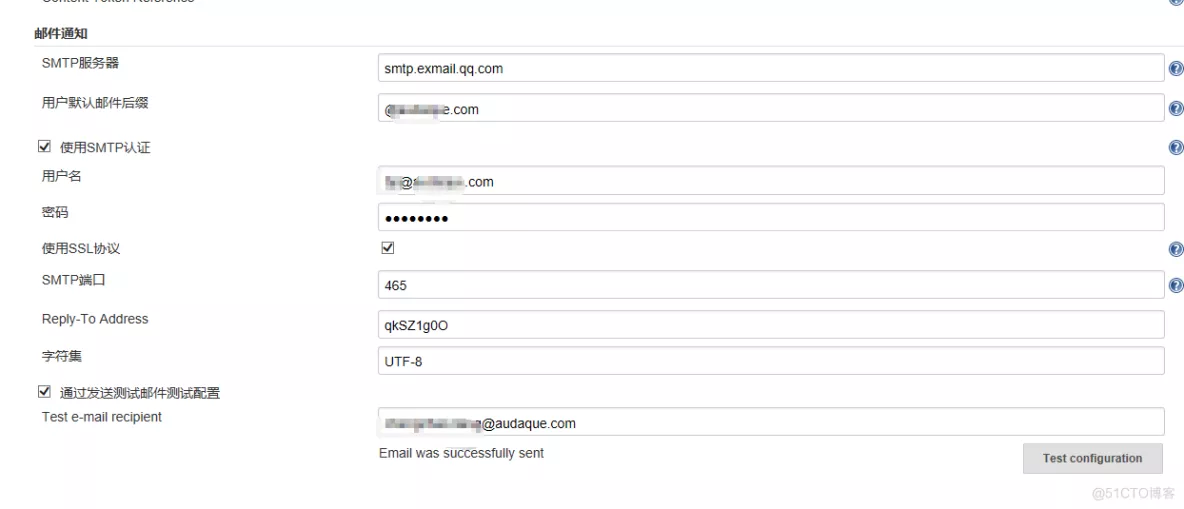 Content Token Reference
邮件通知
SMTP服务器
smtp.exmail.qq.com
用户默认邮件后缀
@e.com
使用SMTP认证
用户名
@.com
密码
••••••••
使用SSL协议
SMTP端口
465
Reply-To Address
qkSZ1g0O
字符集
UTF-8
通过发送测试邮件测试配置
Test e-mail recipient
@audaque.com
Email was successfully sent
Test configuration
@51CTO博客